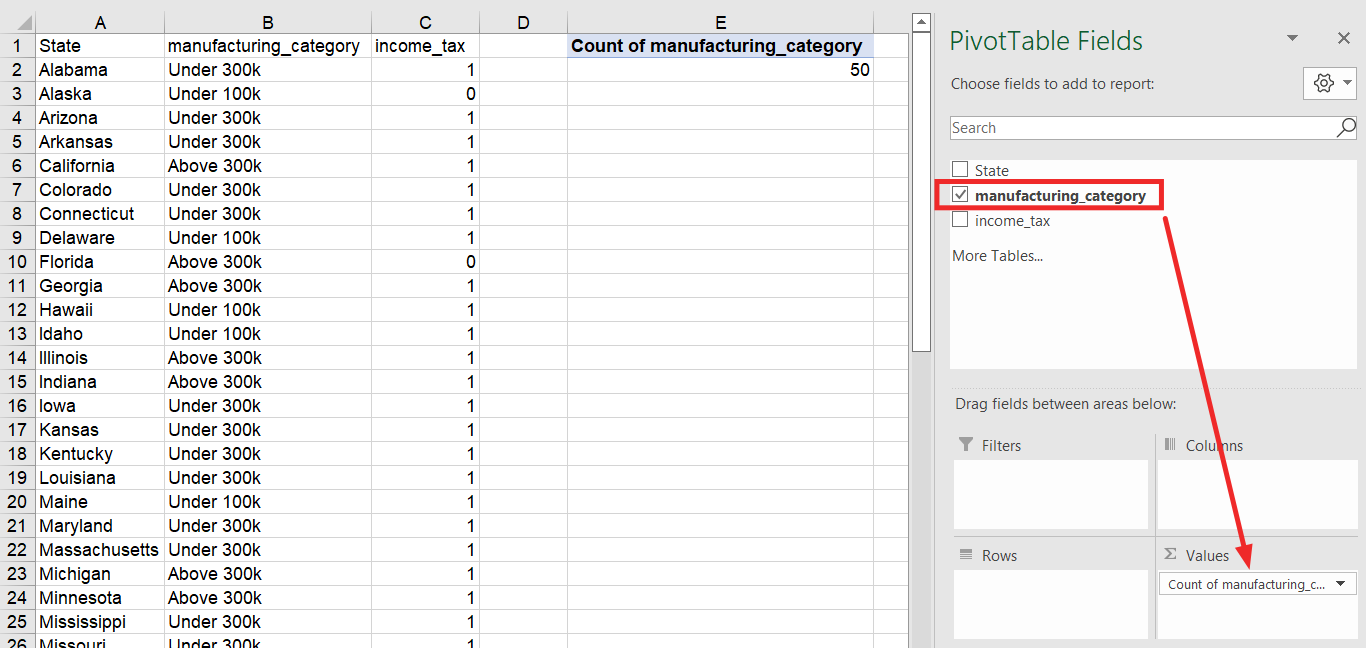 A B C D E
1 State manufacturing_category income_tax Count of manufacturing_category
2 Alabama Under 300k 1 50
3 Alaska Under 100k 0
4 Arizona Under 300k 1
5 Arkansas Under 300k 1
6 California Above 300k 1
7 Colorado Under 300k 1
8 Connecticut Under 300k 1
9 Delaware Under 100k 1
10 Florida Above 300k 0
11 Georgia Above 300k 1
12 Hawaii Under 100k 1
13 Idaho Under 100k 1
14 Illinois Above 300k 1
15 Indiana Above 300k 1
16 Iowa Under 300k 1
17 Kansas Under 300k 1
18 Kentucky Under 300k 1
19 Louisiana Under 300k 1
20 Maine Under 100k 1
21 Maryland Under 300k 1
22 Massachusetts Under 300k 1
23 Michigan Above 300k 1
24 Minnesota Above 300k 1
25 Mississippi Under 300k 1
26 Missouri Under 300k 1
PivotTable Fields
Choose fields to add to report:
Search
State
manufacturing_category
income_tax
More Tables...
Drag fields between areas below:
Filters
Columns
Rows
Σ Values
Count of manufacturing_c...